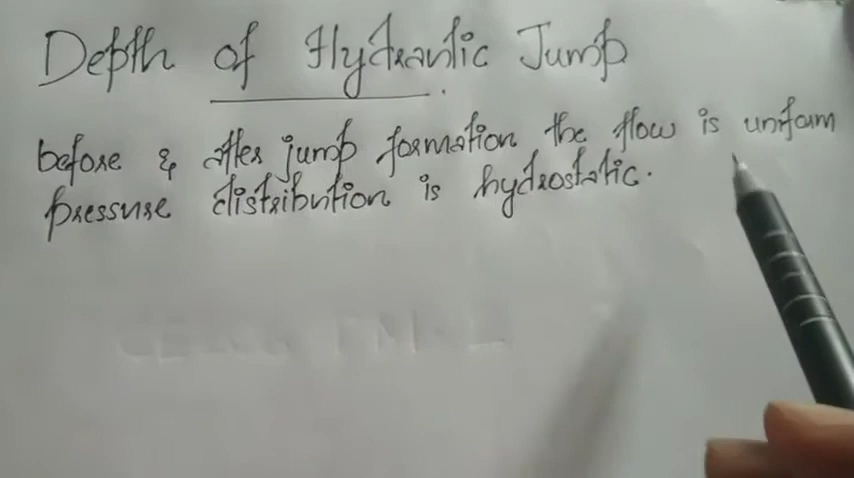 Depth of Hydraulic Jump
before & after jump formation the flow is uniform
pressure distribution is hydrostatic.